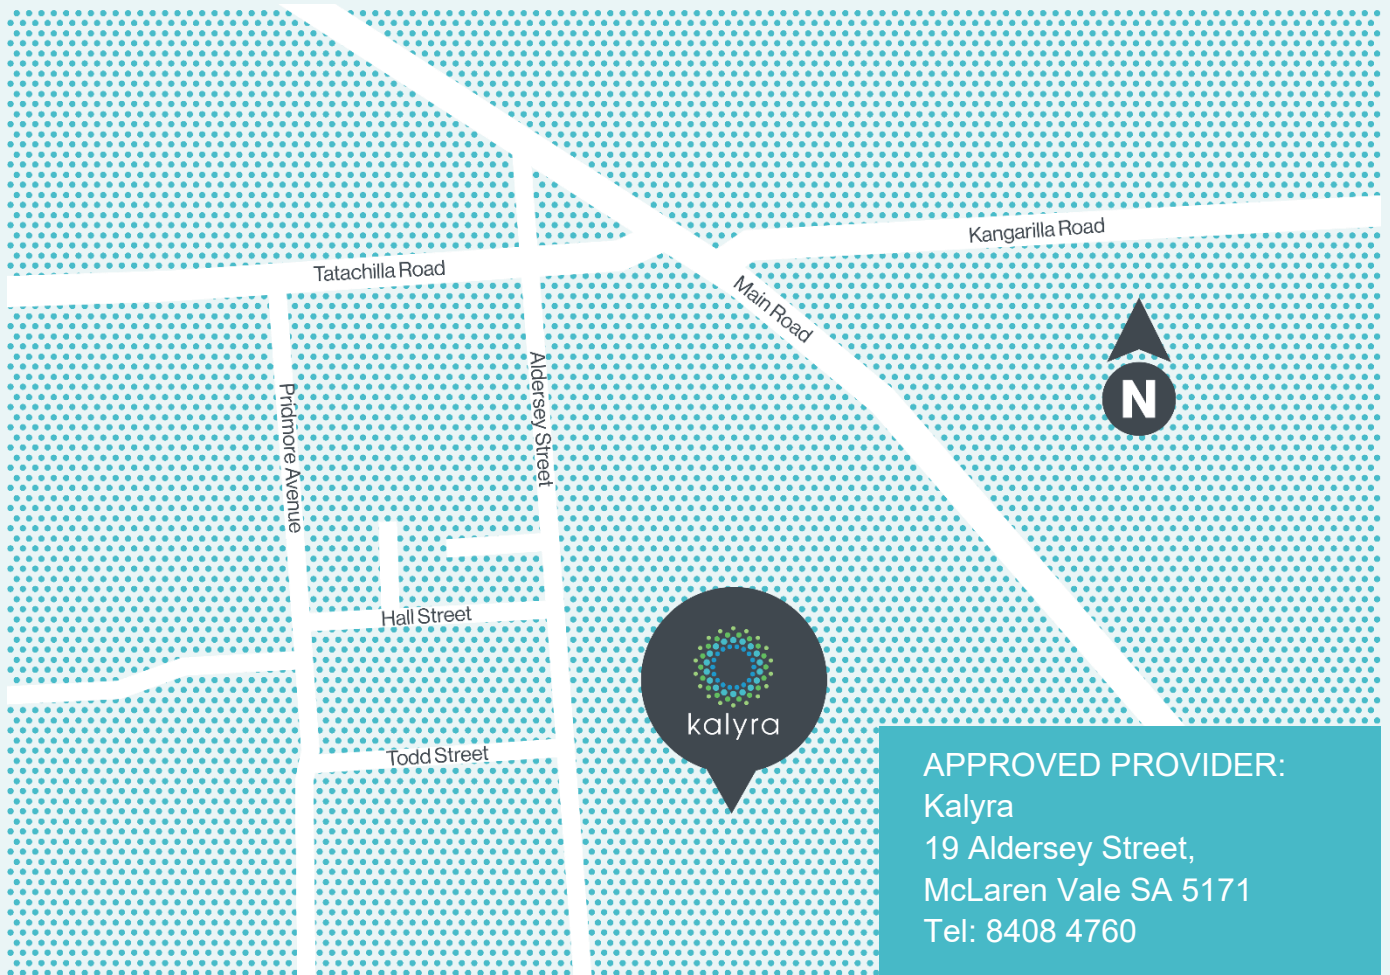 Kangarilla Road
Tatachilla Road
Main Road
Aldersey Street
Pridmore Avenue
N
Hall Street
kalyra
Todd Street
APPROVED PROVIDER:
Kalyra
19 Aldersey Street,
McLaren Vale SA 5171
Tel: 8408 4760